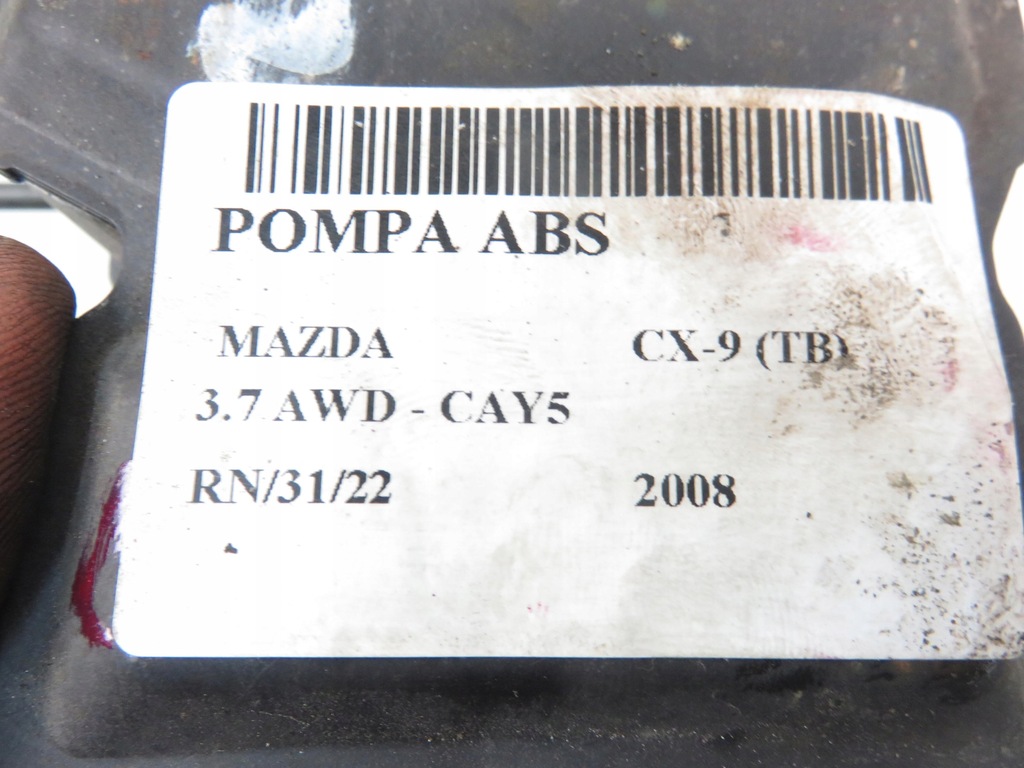 POMPA ABS
MAZDA CX-9 (TB)
3.7 AWD - CAY5
RN/31/22 2008